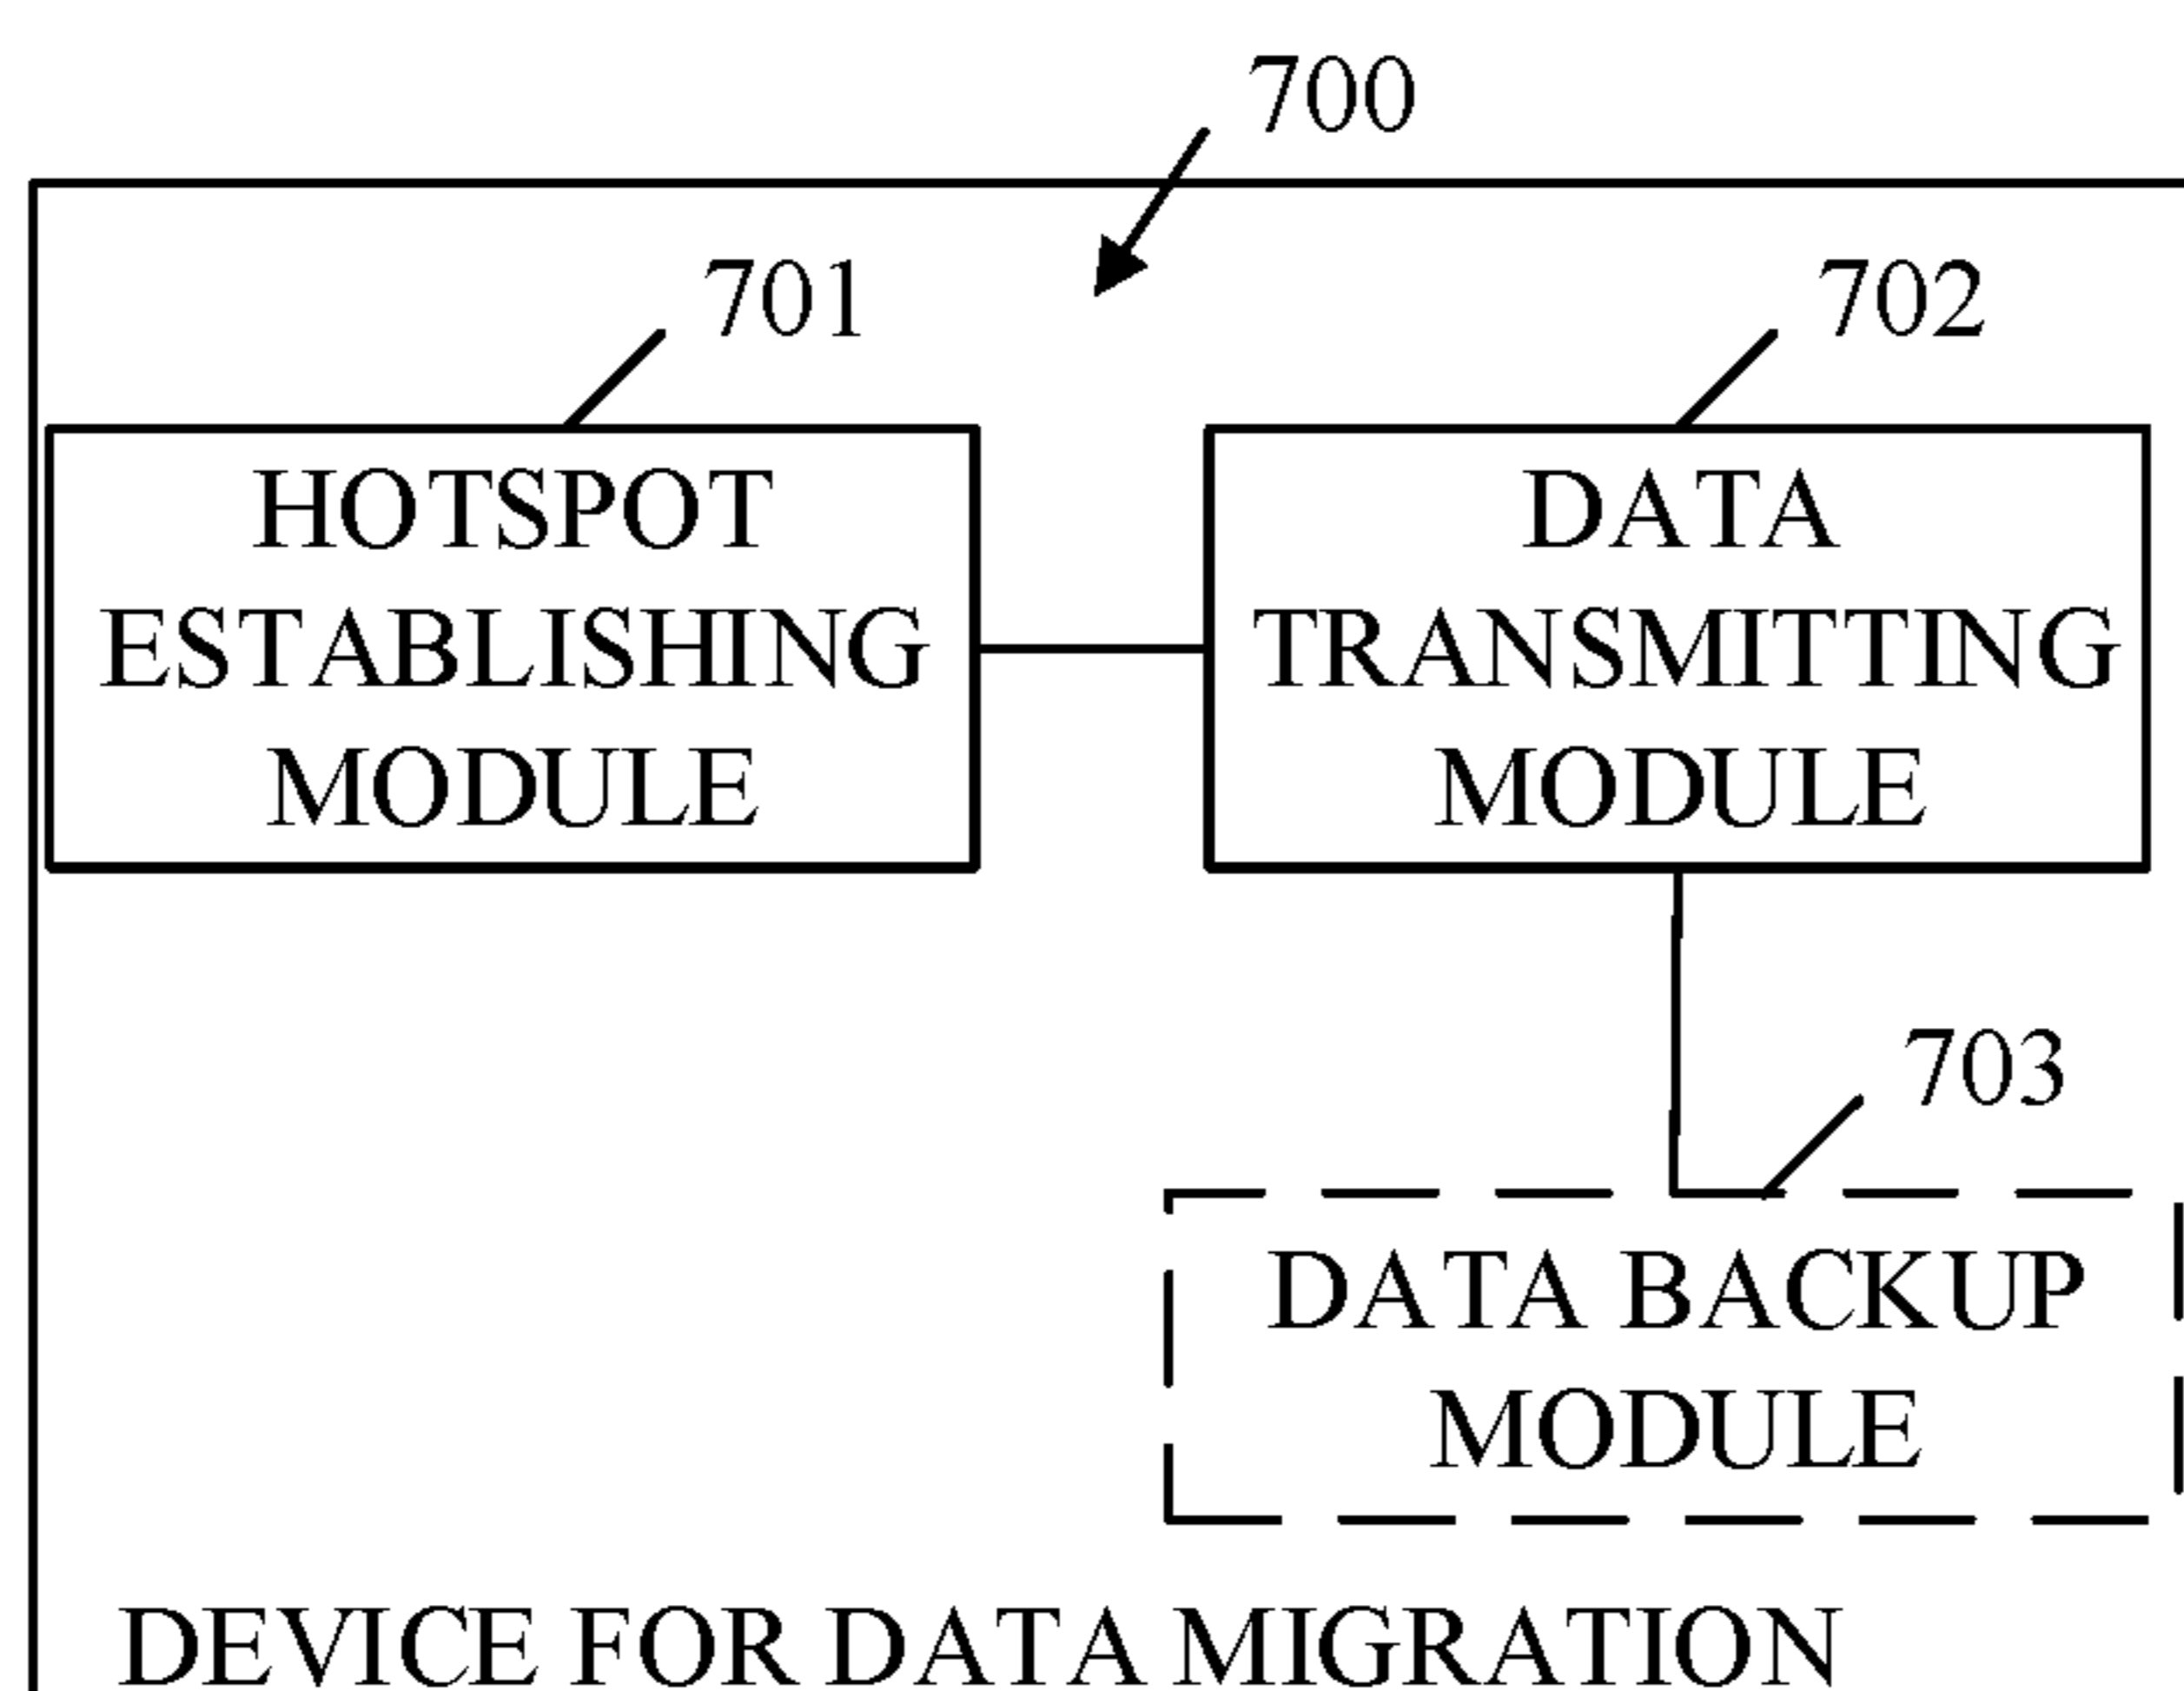 700
701
702
HOTSPOT
ESTABLISHING
MODULE
DATA
TRANSMITTING
MODULE
703
DATA BACKUP
MODULE
DEVICE FOR DATA MIGRATION